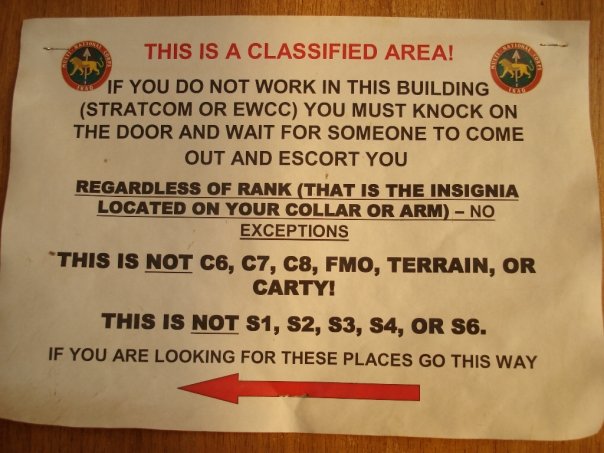 THIS IS A CLASSIFIED AREA!
IF YOU DO NOT WORK IN THIS BUILDING
(STRATCOM OR EWCC) YOU MUST KNOCK ON
THE DOOR AND WAIT FOR SOMEONE TO COME
OUT AND ESCORT YOU
REGARDLESS OF RANK (THAT IS THE INSIGNIA
LOCATED ON YOUR COLLAR OR ARM) – NO
EXCEPTIONS
THIS IS NOT C6, C7, C8, FMO, TERRAIN, OR
CARTY!
THIS IS NOT S1, S2, S3, S4, OR S6.
IF YOU ARE LOOKING FOR THESE PLACES GO THIS WAY